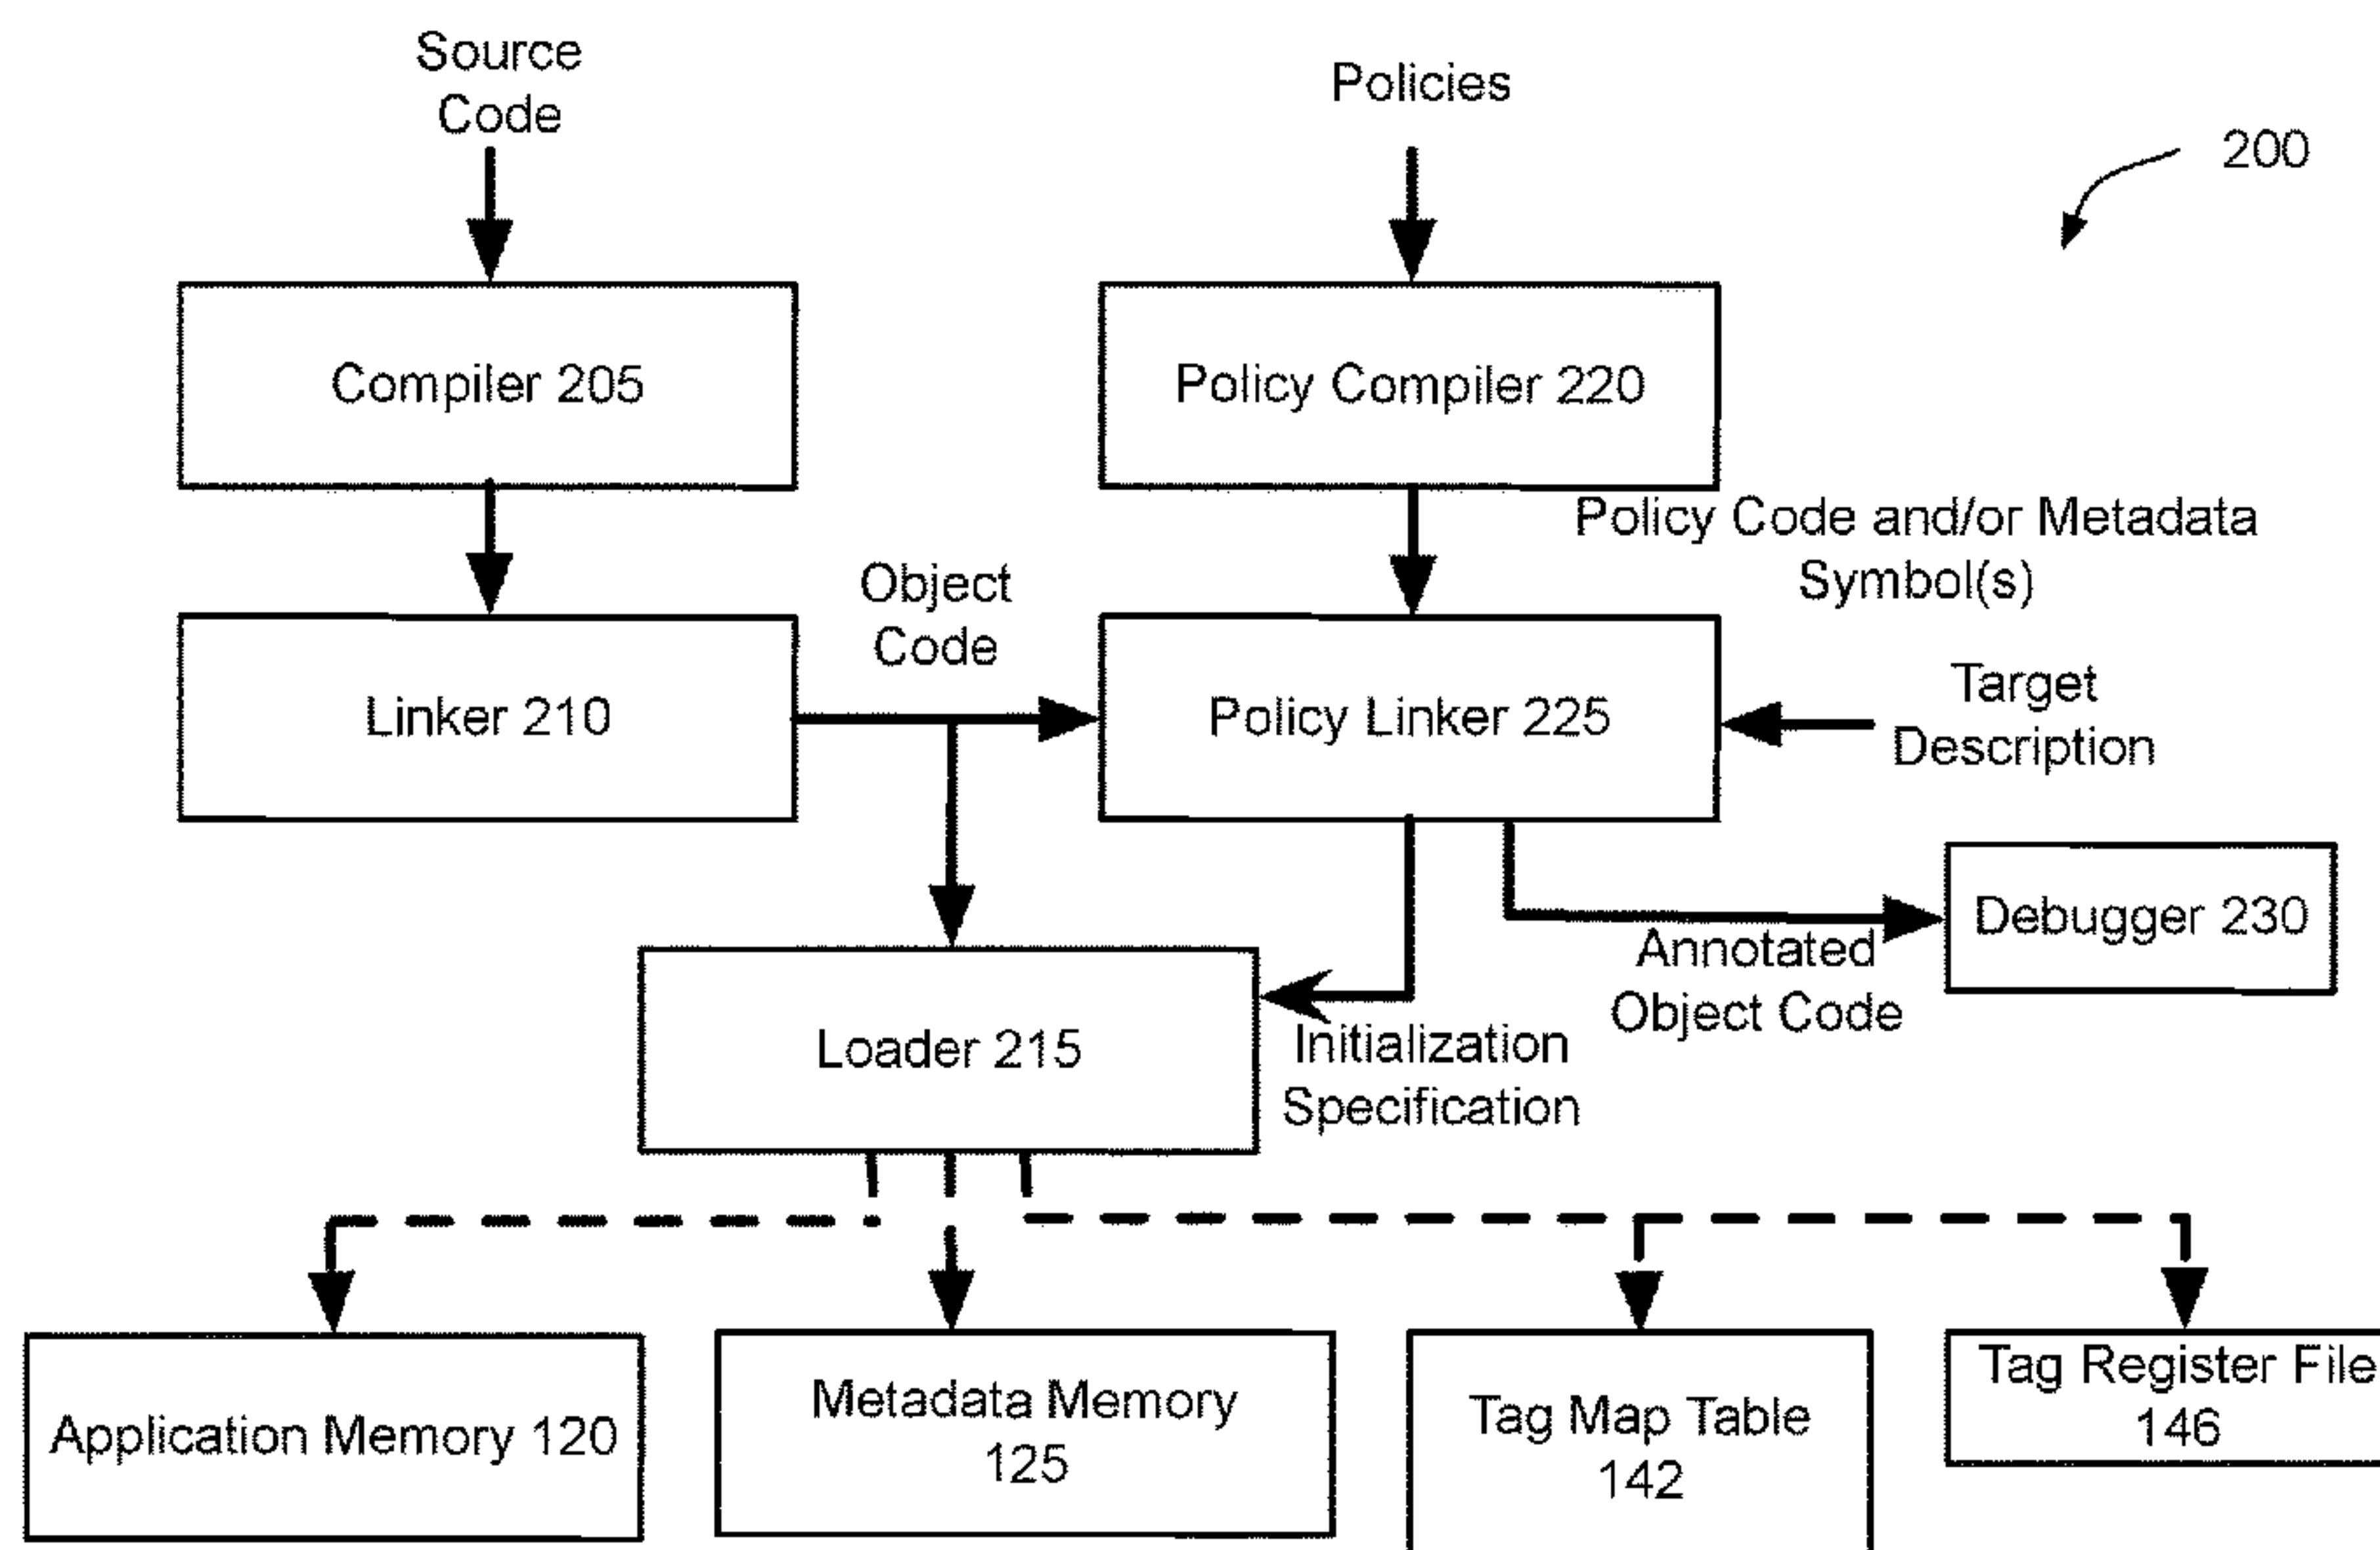 Source
Code
Policies
200
Compiler 205
Policy Compiler 220
Policy Code and/or Metadata
Symbol(s)
Object
Code
Linker 210
Policy Linker 225
Target
Description
Debugger 230
Annotated
Object Code
Loader 215
Initialization
Specification
Application Memory 120
Metadata Memory
125
Tag Map Table
142
Tag Register File
146